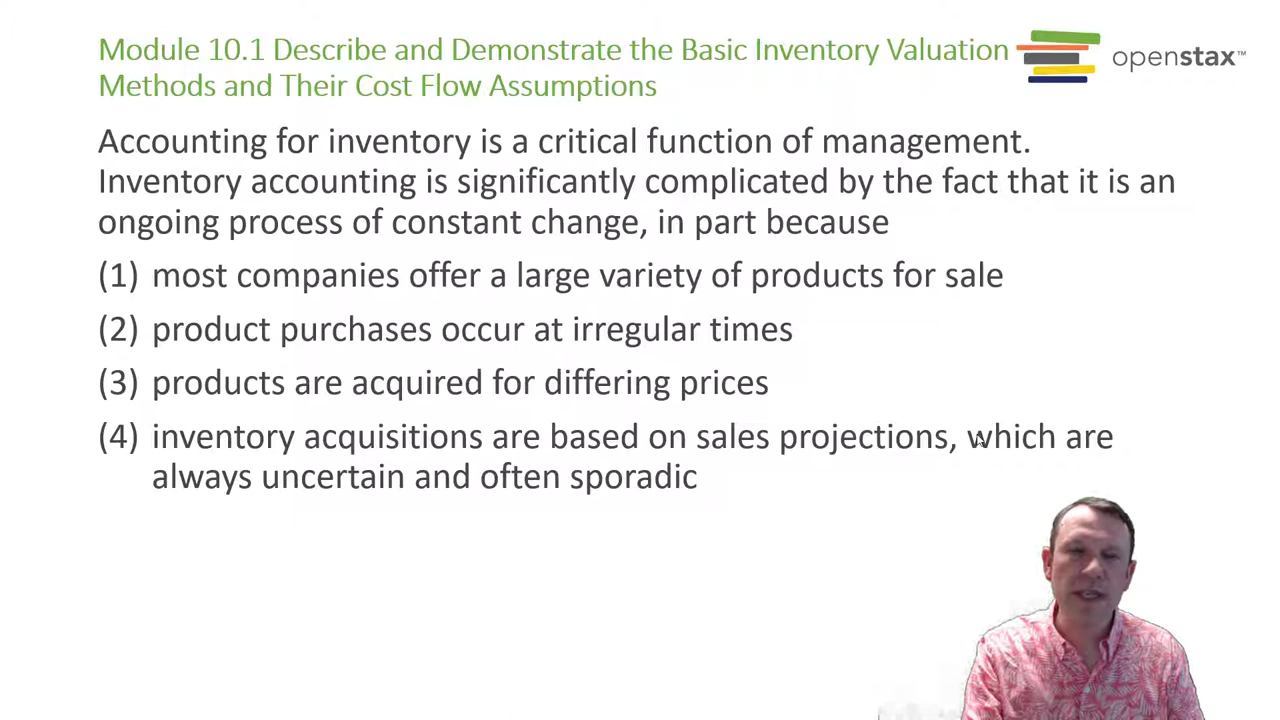 Module 10.1 Describe and Demonstrate the Basic Inventory Valuation
Methods and Their Cost Flow Assumptions
openstax™
Accounting for inventory is a critical function of management.
Inventory accounting is significantly complicated by the fact that it is an
ongoing process of constant change, in part because
(1) most companies offer a large variety of products for sale
(2) product purchases occur at irregular times
(3) products are acquired for differing prices
(4) inventory acquisitions are based on sales projections, which are
always uncertain and often sporadic